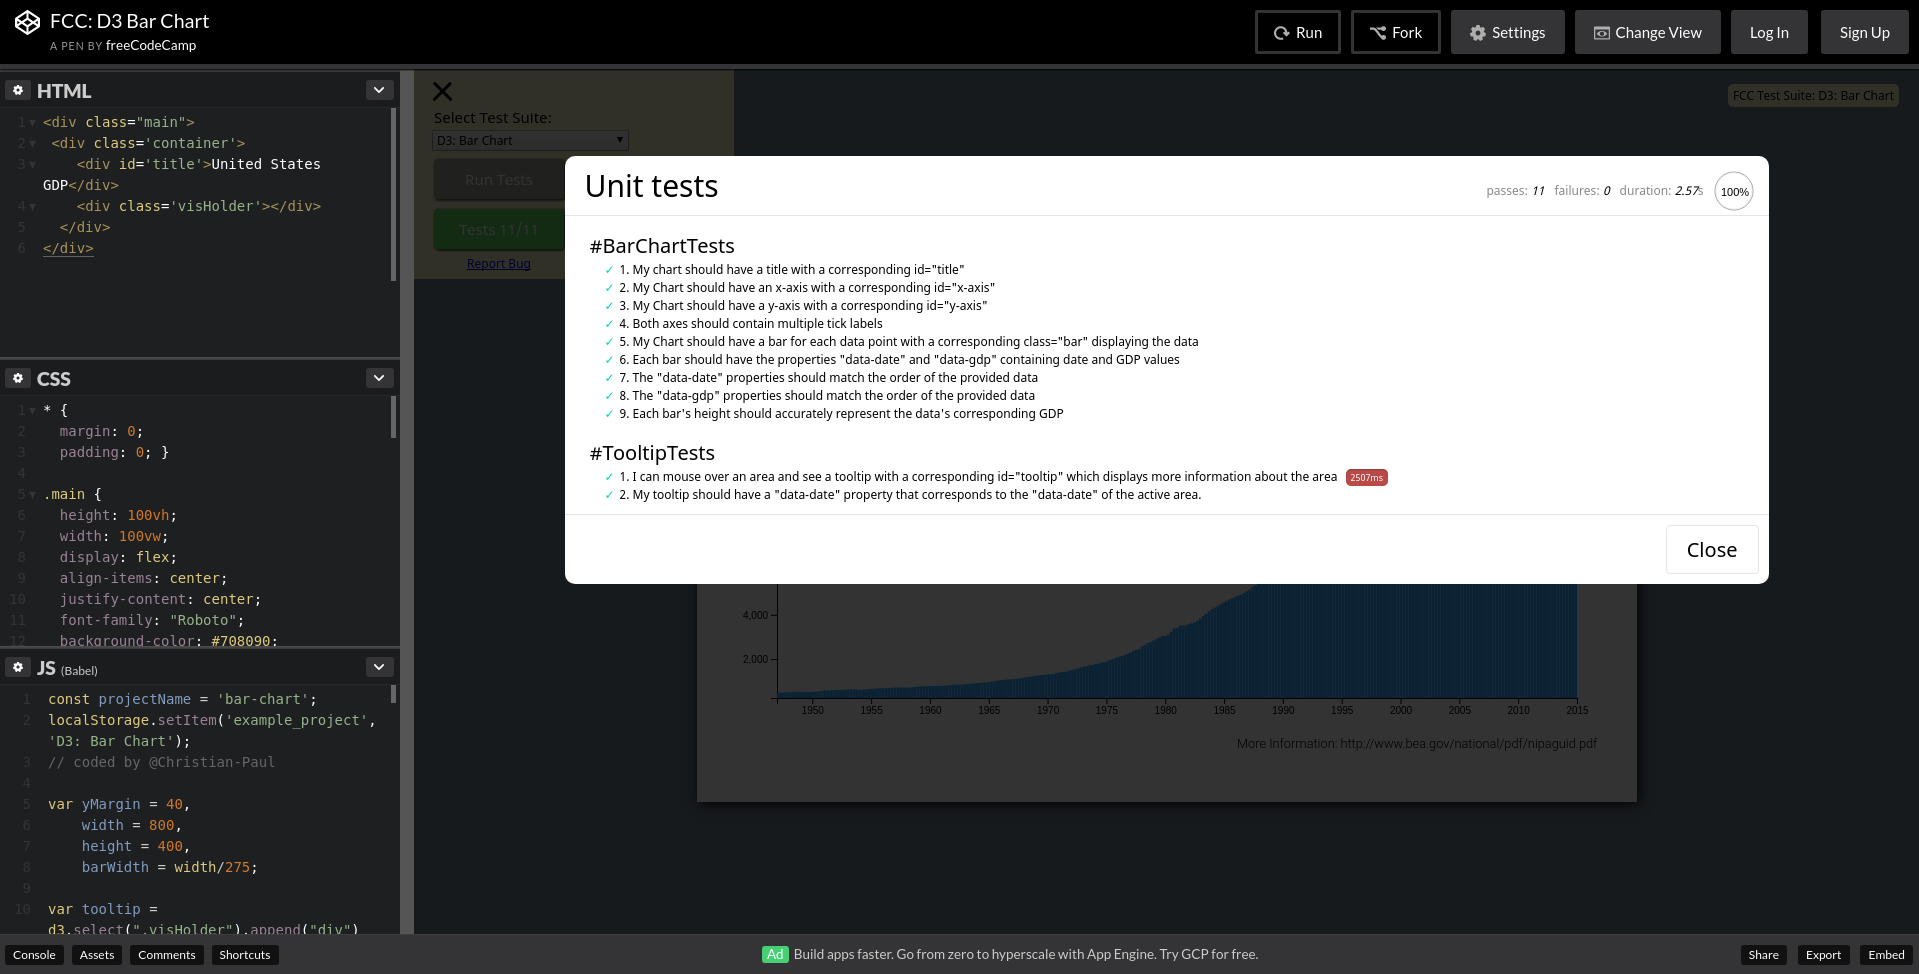 FCC: D3 Bar Chart
A PEN BY freeCodeCamp
Run
Fork
Settings
Change View
Log In
Sign Up
HTML
1 <div class="main">
2 <div class='container'>
3 <div id='title'>United States
GDP</div>
4 <div class='visHolder'></div>
5 </div>
6 </div>
CSS
1 * {
2 margin: 0;
3 padding: 0; }
4
5 .main {
6 height: 100vh;
7 width: 100vw;
8 display: flex;
9 align-items: center;
10 justify-content: center;
11 font-family: "Roboto";
12 background-color: #708090;
JS (Babel)
1 const projectName = 'bar-chart';
2 localStorage.setItem('example_project',
'D3: Bar Chart');
3 // coded by @Christian-Paul
4
5 var yMargin = 40,
6 width = 800,
7 height = 400,
8 barWidth = width/275;
9
10 var tooltip =
d3.select(".visHolder").append("div")
Select Test Suite:
D3: Bar Chart
Run Tests
Tests 11/11
Report Bug
FCC Test Suite: D3: Bar Chart
Unit tests
passes: 11 failures: 0 duration: 2.57s 100%
#BarChartTests
✓ 1. My chart should have a title with a corresponding id="title"
✓ 2. My Chart should have an x-axis with a corresponding id="x-axis"
✓ 3. My Chart should have a y-axis with a corresponding id="y-axis"
✓ 4. Both axes should contain multiple tick labels
✓ 5. My Chart should have a bar for each data point with a corresponding class="bar" displaying the data
✓ 6. Each bar should have the properties "data-date" and "data-gdp" containing date and GDP values
✓ 7. The "data-date" properties should match the order of the provided data
✓ 8. The "data-gdp" properties should match the order of the provided data
✓ 9. Each bar's height should accurately represent the data's corresponding GDP
#TooltipTests
✓ 1. I can mouse over an area and see a tooltip with a corresponding id="tooltip" which displays more information about the area 2507ms
✓ 2. My tooltip should have a "data-date" property that corresponds to the "data-date" of the active area.
Close
4,000
2,000
1950 1955 1960 1965 1970 1975 1980 1985 1990 1995 2000 2005 2010 2015
More Information: http://www.bea.gov/national/pdf/nipaguid.pdf
Console
Assets
Comments
Shortcuts
Ad Build apps faster. Go from zero to hyperscale with App Engine. Try GCP for free.
Share
Export
Embed